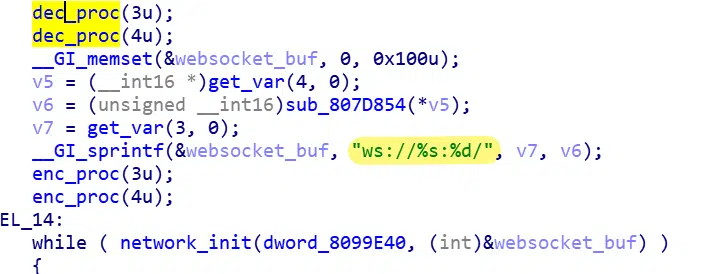 dec_proc(3u);
dec_proc(4u);
__GI_memset(&websocket_buf, 0, 0x100u);
v5 = (__int16 *)get_var(4, 0);
v6 = (unsigned __int16)sub_807D854(*v5);
v7 = get_var(3, 0);
__GI_sprintf(&websocket_buf, "ws://%s:%d/", v7, v6);
enc_proc(3u);
enc_proc(4u);
EL_14:
while ( network_init(dword_8099E40, (int)&websocket_buf) )
{